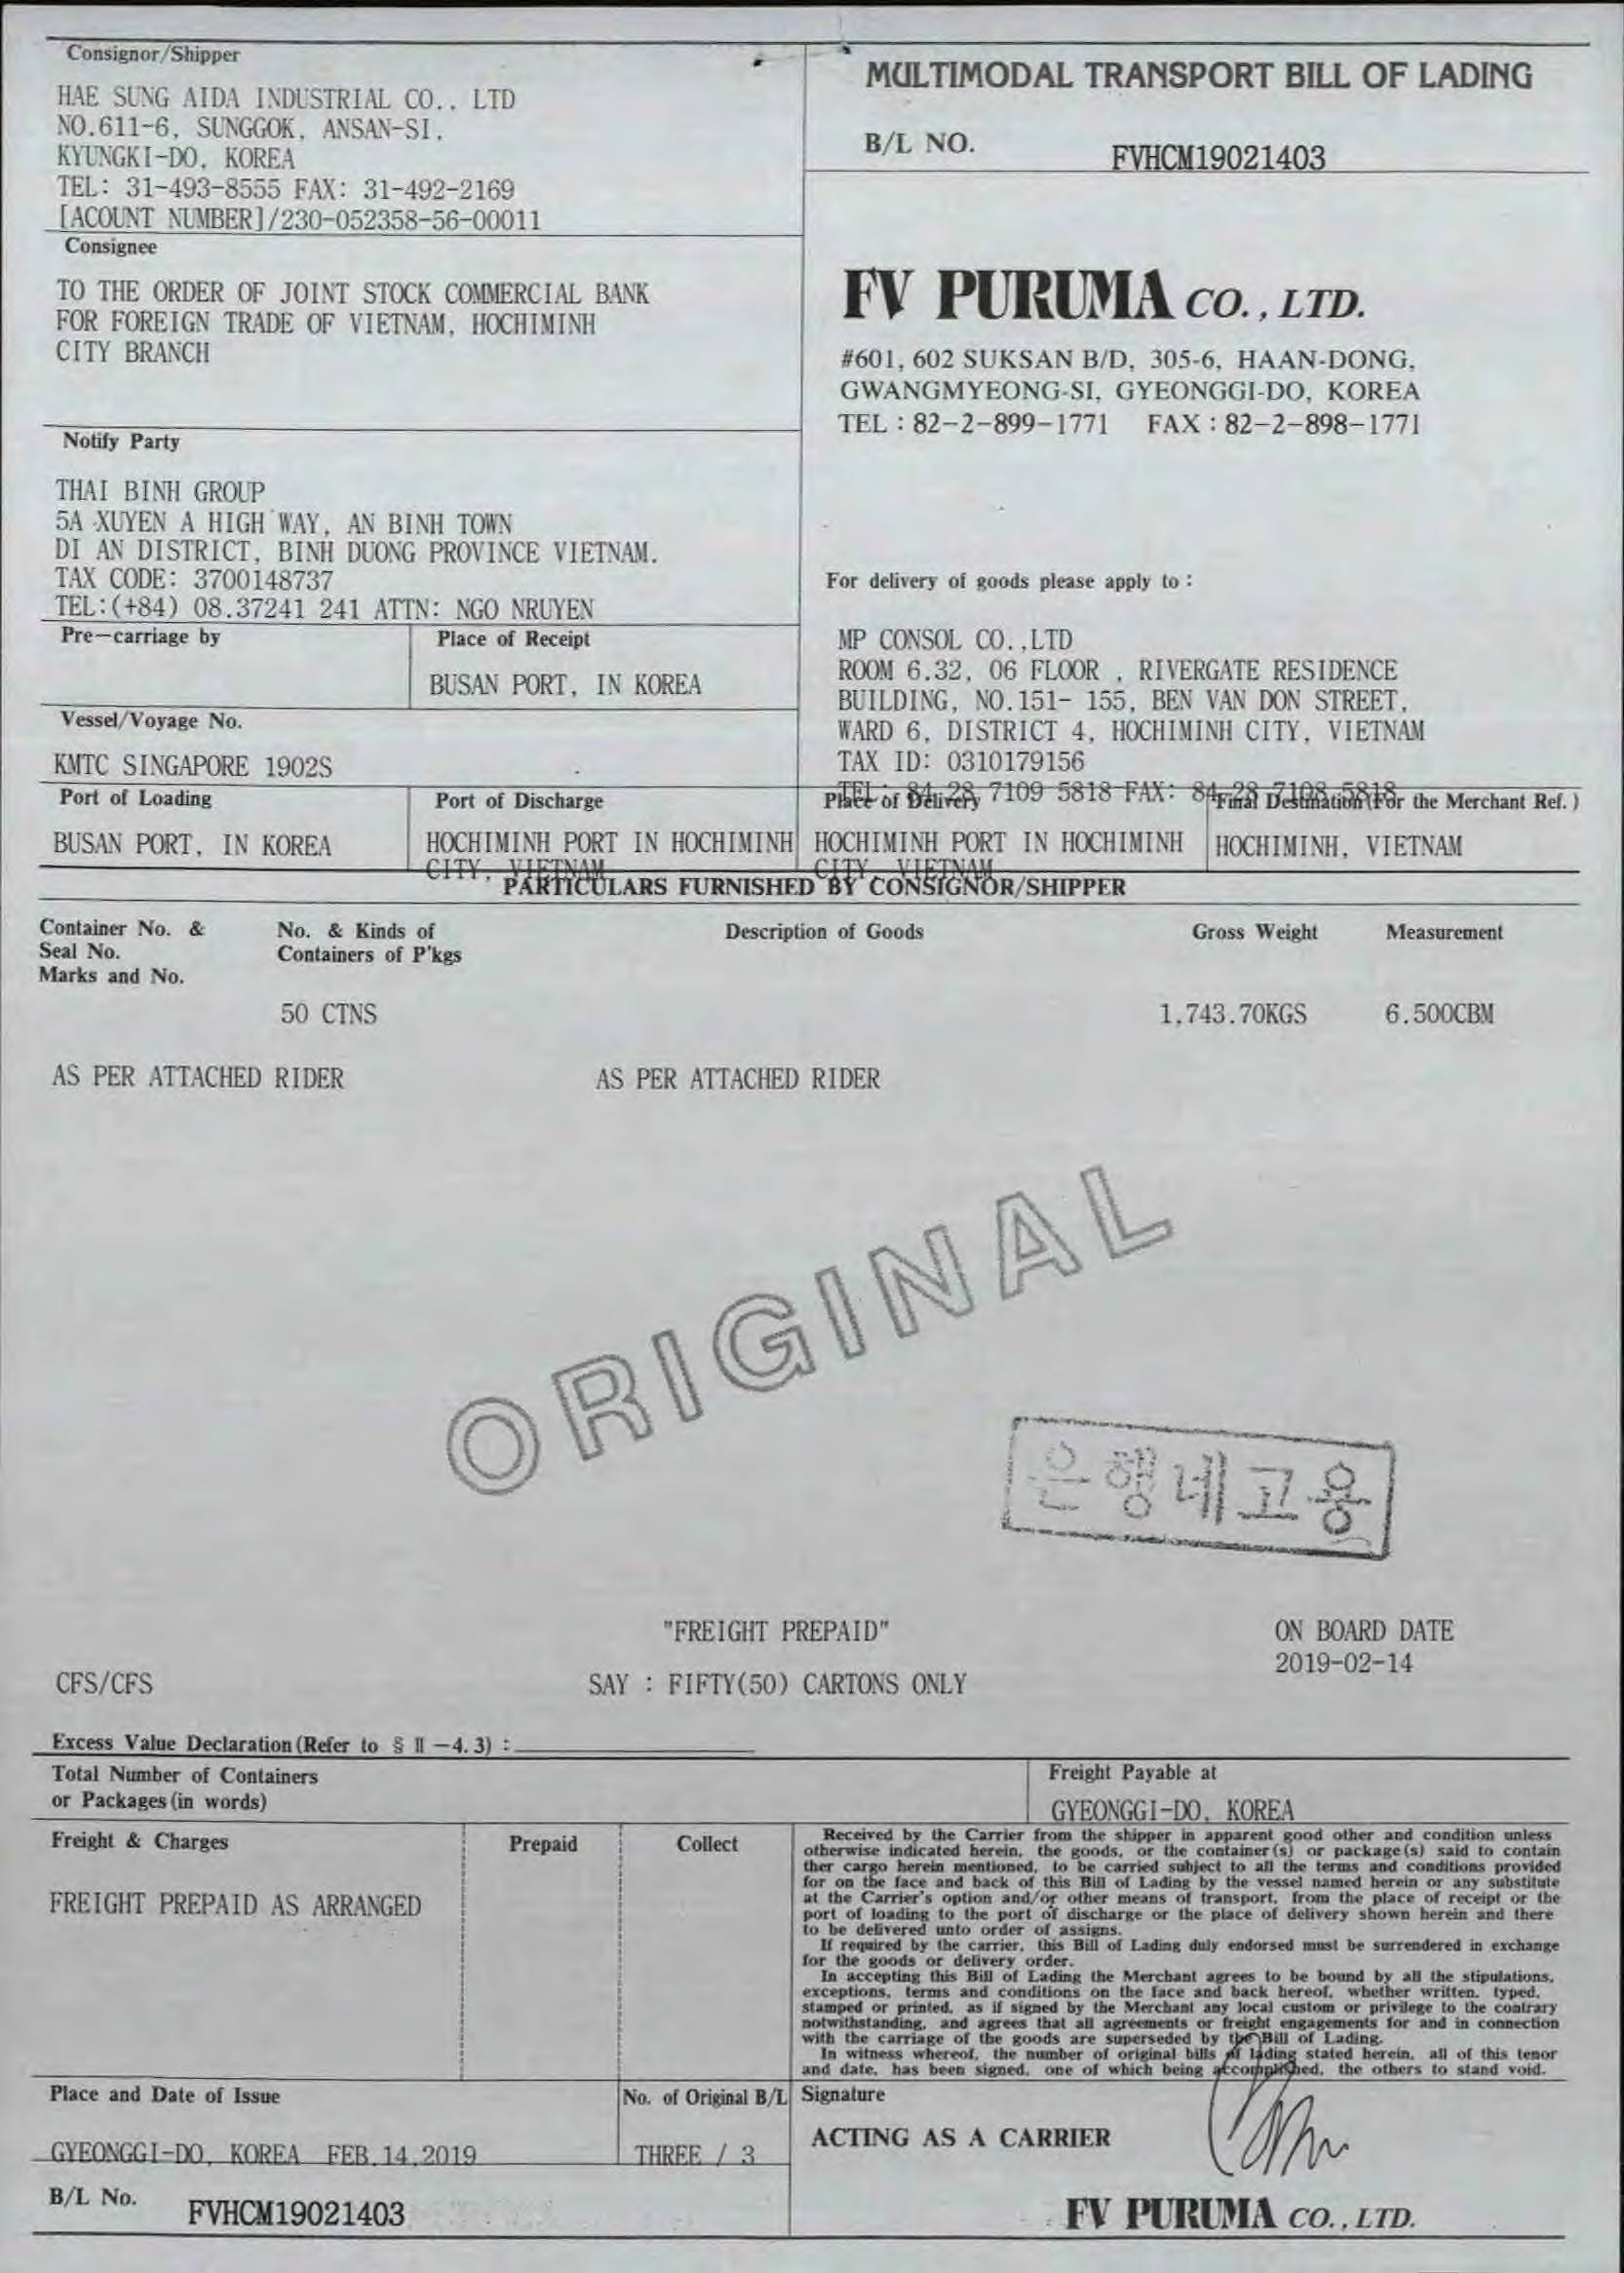 Consignor/Shipper
HAE SUNG AIDA INDUSTRIAL CO., LTD
NO.611-6, SUNGGOK, ANSAN-SI,
KYUNGKI-DO, KOREA
TEL: 31-493-8555 FAX: 31-492-2169
[ACOUNT NUMBER]/230-052358-56-00011
MULTIMODAL TRANSPORT BILL OF LADING
B/L NO. FVHCM19021403
Consignee
TO THE ORDER OF JOINT STOCK COMMERCIAL BANK
FOR FOREIGN TRADE OF VIETNAM, HOCHIMINH
CITY BRANCH
FV PURUMA CO., LTD.
#601, 602 SUKSAN B/D, 305-6, HAAN-DONG,
GWANGMYEONG-SI, GYEONGGI-DO, KOREA
TEL : 82-2-899-1771 FAX : 82-2-898-1771
Notify Party
THAI BINH GROUP
5A XUYEN A HIGH WAY, AN BINH TOWN
DI AN DISTRICT, BINH DUONG PROVINCE VIETNAM.
TAX CODE: 3700148737
TEL:(+84) 08.37241 241 ATTN: NGO NRUYEN
For delivery of goods please apply to :
MP CONSOL CO.,LTD
ROOM 6.32, 06 FLOOR , RIVERGATE RESIDENCE
BUILDING, NO.151- 155, BEN VAN DON STREET,
WARD 6, DISTRICT 4, HOCHIMINH CITY, VIETNAM
TAX ID: 0310179156
TEL: 84-28 7109 5818 FAX: 84-28 7108 5818
Pre-carriage by
Place of Receipt
BUSAN PORT, IN KOREA
Vessel/Voyage No.
KMTC SINGAPORE 1902S
Port of Loading
BUSAN PORT, IN KOREA
Port of Discharge
HOCHIMINH PORT IN HOCHIMINH
CITY, VIETNAM
Place of Delivery
HOCHIMINH PORT IN HOCHIMINH
CITY, VIETNAM
Final Destination(For the Merchant Ref.)
HOCHIMINH, VIETNAM
PARTICULARS FURNISHED BY CONSIGNOR/SHIPPER
Container No. &
Seal No.
Marks and No.
No. & Kinds of
Containers of P'kgs
Description of Goods
Gross Weight
Measurement
50 CTNS 1,743.70KGS 6.500CBM
AS PER ATTACHED RIDER AS PER ATTACHED RIDER
ORIGINAL
은행네고용
"FREIGHT PREPAID"
ON BOARD DATE
2019-02-14
CFS/CFS
SAY : FIFTY(50) CARTONS ONLY
Excess Value Declaration(Refer to § Ⅱ -4.3) :
Total Number of Containers
or Packages(in words)
Freight Payable at
GYEONGGI-DO, KOREA
Freight & Charges Prepaid Collect
FREIGHT PREPAID AS ARRANGED
Received by the Carrier from the shipper in apparent good other and condition unless
otherwise indicated herein, the goods, or the container(s) or package(s) said to contain
ther cargo herein mentioned, to be carried subject to all the terms and conditions provided
for on the face and back of this Bill of Lading by the vessel named herein or any substitute
at the Carrier's option and/or other means of transport, from the place of receipt or the
port of loading to the port of discharge or the place of delivery shown herein and there
to be delivered unto order of assigns.
If required by the carrier, this Bill of Lading duly endorsed must be surrendered in exchange
for the goods or delivery order.
In accepting this Bill of Lading the Merchant agrees to be bound by all the stipulations,
exceptions, terms and conditions on the face and back hereof, whether written, typed,
stamped or printed, as if signed by the Merchant any local custom or privilege to the contrary
notwithstanding, and agrees that all agreements or freight engagements for and in connection
with the carriage of the goods are superseded by the Bill of Lading.
In witness whereof, the number of original bills of lading stated herein, all of this tenor
and date, has been signed, one of which being accomplished, the others to stand void.
Place and Date of Issue
GYEONGGI-DO, KOREA FEB.14,2019
No. of Original B/L
THREE / 3
Signature
ACTING AS A CARRIER
B/L No. FVHCM19021403
FV PURUMA CO., LTD.